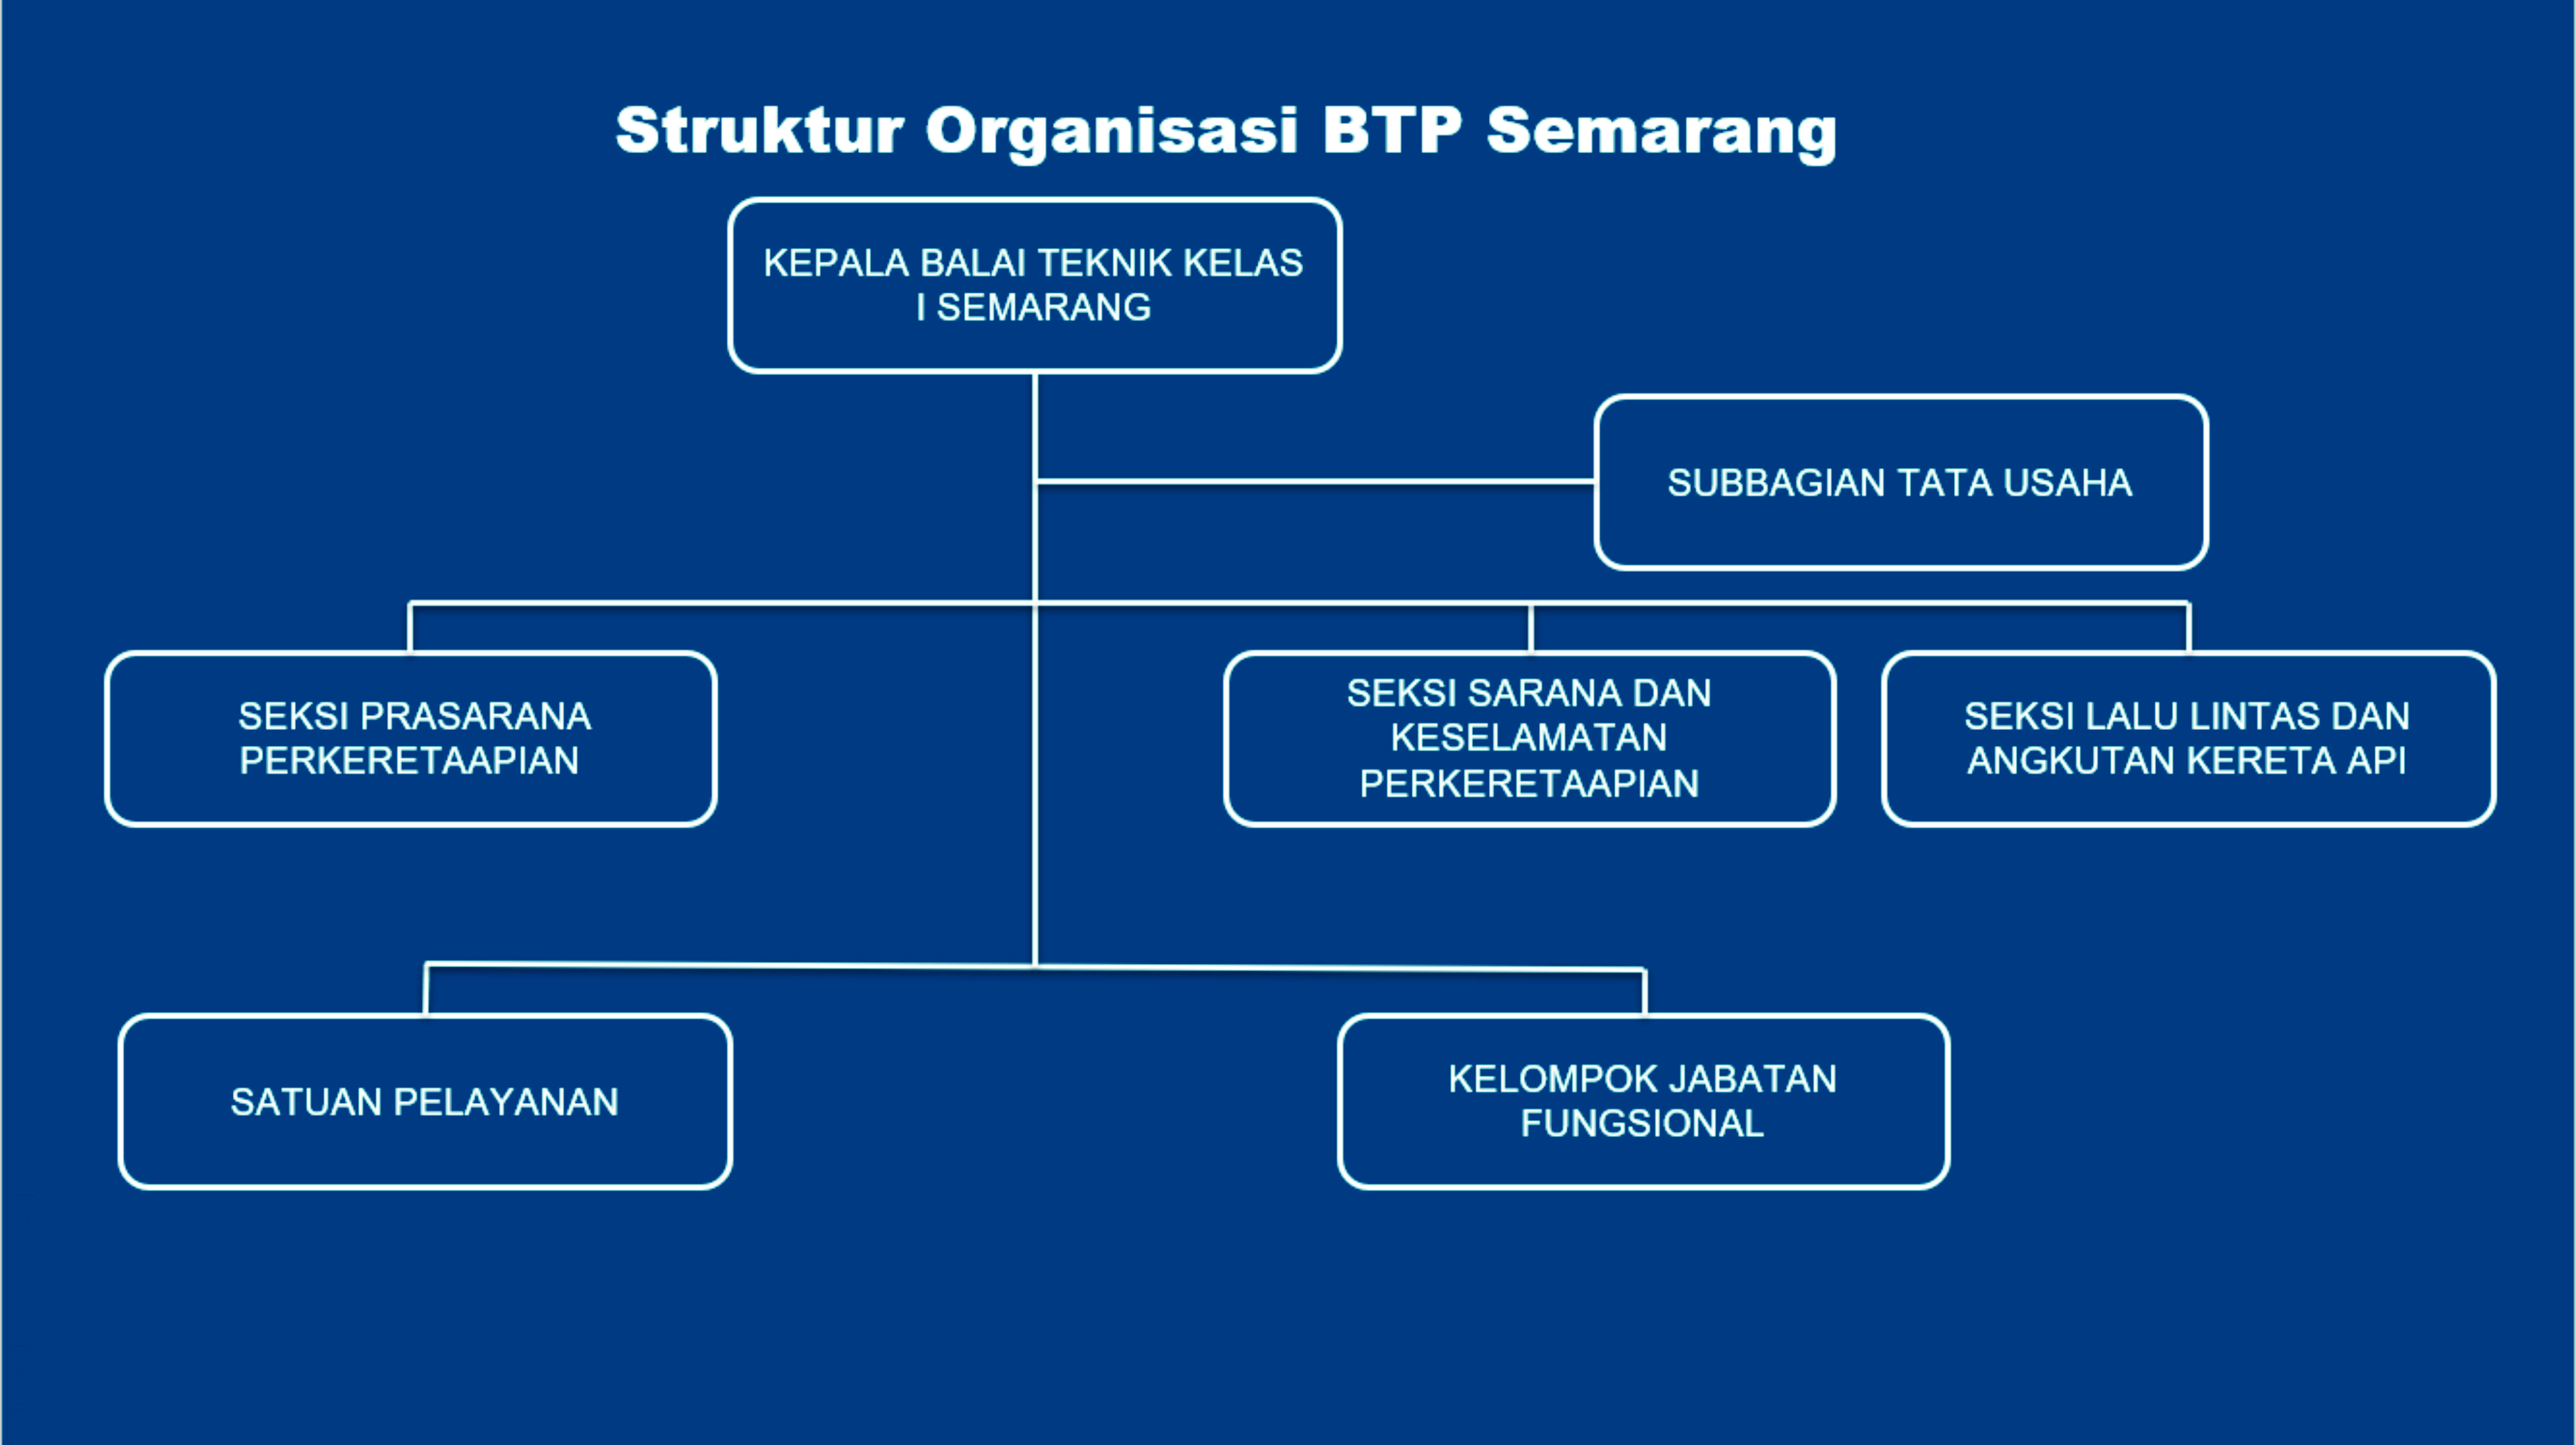 Struktur Organisasi BTP Semarang
KEPALA BALAI TEKNIK KELAS
I SEMARANG
SUBBAGIAN TATA USAHA
SEKSI PRASARANA
PERKERETAAPIAN
SEKSI SARANA DAN
KESELAMATAN
PERKERETAAPIAN
SEKSI LALU LINTAS DAN
ANGKUTAN KERETA API
SATUAN PELAYANAN
KELOMPOK JABATAN
FUNGSIONAL